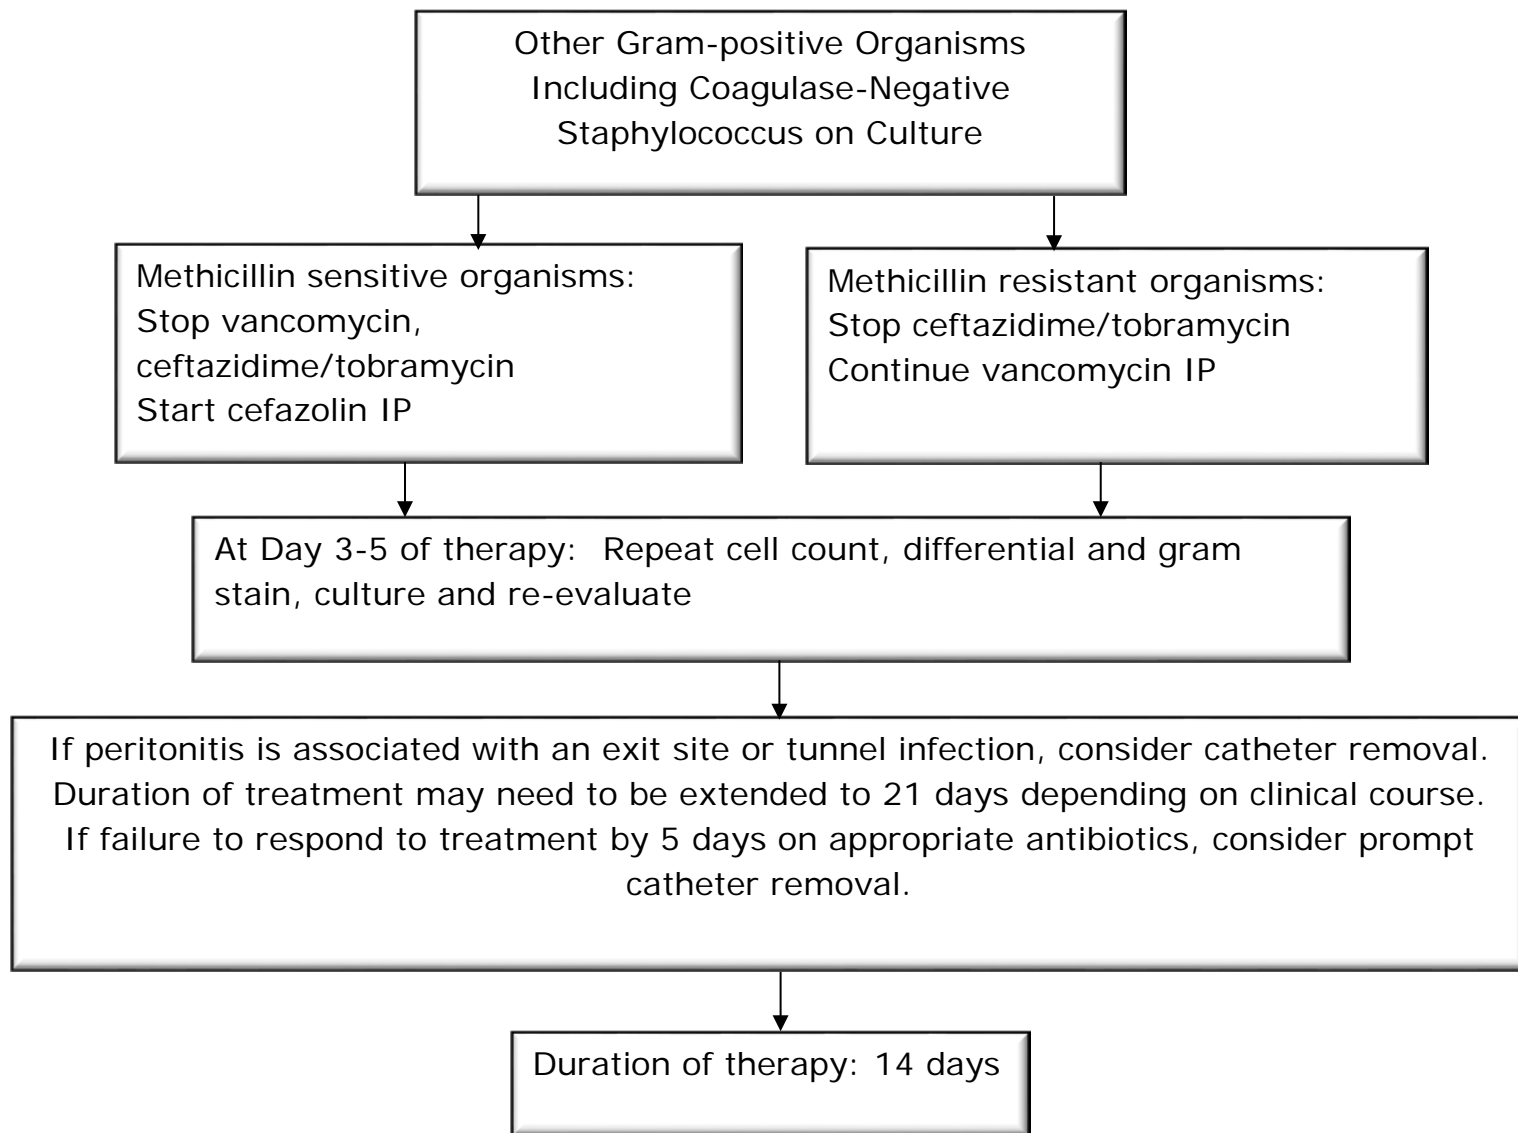 Other Gram-positive Organisms
Including Coagulase-Negative
Staphylococcus on Culture
Methicillin sensitive organisms:
Stop vancomycin,
ceftazidime/tobramycin
Start cefazolin IP
Methicillin resistant organisms:
Stop ceftazidime/tobramycin
Continue vancomycin IP
At Day 3-5 of therapy:  Repeat cell count, differential and gram
stain, culture and re-evaluate
If peritonitis is associated with an exit site or tunnel infection, consider catheter removal.
Duration of treatment may need to be extended to 21 days depending on clinical course.
If failure to respond to treatment by 5 days on appropriate antibiotics, consider prompt
catheter removal.
Duration of therapy: 14 days